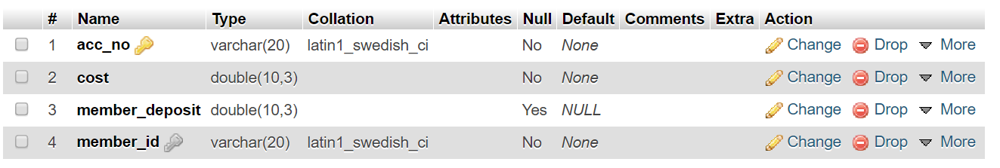 # Name Type Collation Attributes Null Default Comments Extra Action
1 acc_no varchar(20) latin1_swedish_ci No None Change Drop More
2 cost double(10,3) No None Change Drop More
3 member_deposit double(10,3) Yes NULL Change Drop More
4 member_id varchar(20) latin1_swedish_ci No None Change Drop More